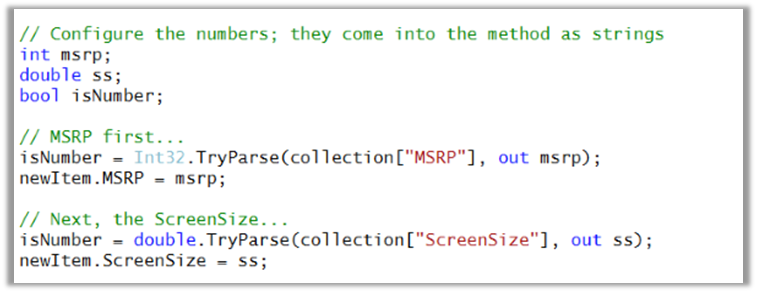 // Configure the numbers; they come into the method as strings
int msrp;
double ss;
bool isNumber;
// MSRP first...
isNumber = Int32.TryParse(collection["MSRP"], out msrp);
newItem.MSRP = msrp;
// Next, the ScreenSize...
isNumber = double.TryParse(collection["ScreenSize"], out ss);
newItem.ScreenSize = ss;